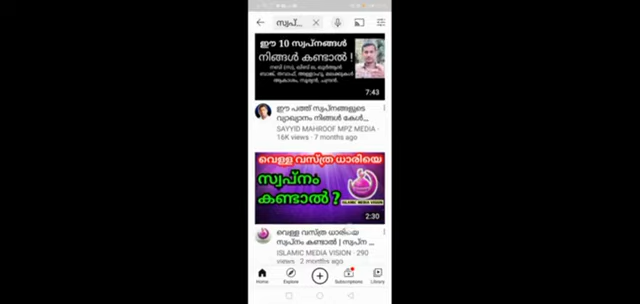 സ്വപ്...
ഈ 10 സ്വപ്നങ്ങൾ
നിങ്ങൾ കണ്ടാൽ !
7:43
ഈ പത്ത് സ്വപ്നങ്ങളുടെ
വ്യാഖ്യാനം നിങ്ങൾ കേൾ...
SAYYID MAHROOF MPZ MEDIA ·
16K views · 7 months ago
വെള്ള വസ്ത്ര ധാരിയെ
സ്വപ്നം
കണ്ടാൽ ?
ISLAMIC MEDIA VISION
2:30
വെള്ള വസ്ത്ര ധാരിയെ
സ്വപ്നം കണ്ടാൽ | സ്വപ്ന ...
ISLAMIC MEDIA VISION · 290
views · 2 months ago
Home
Explore
Subscriptions
Library